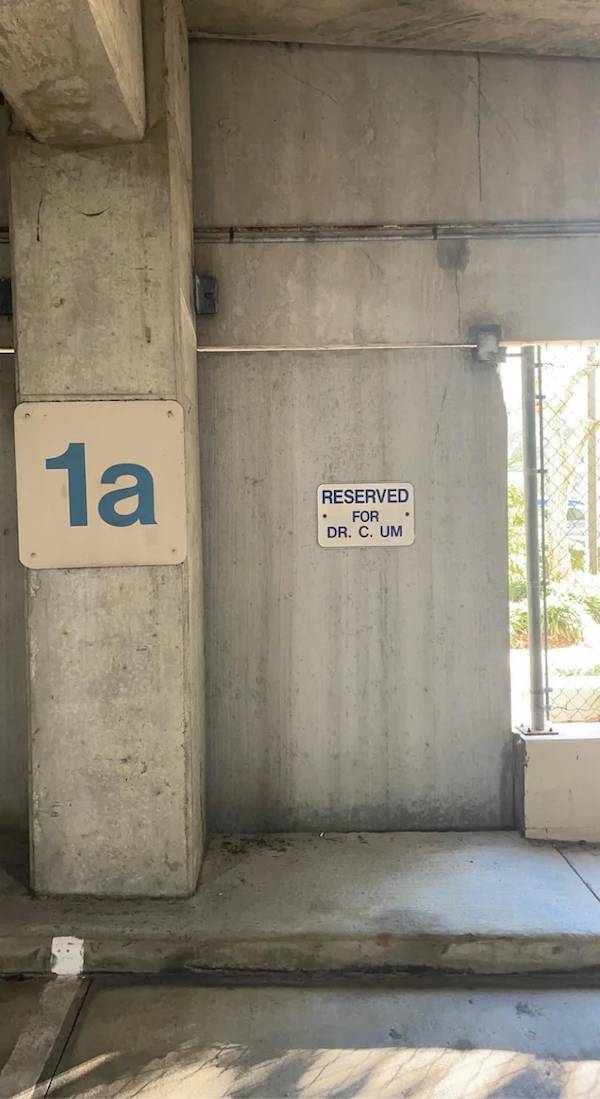 1a
RESERVED
FOR
DR. C. UM